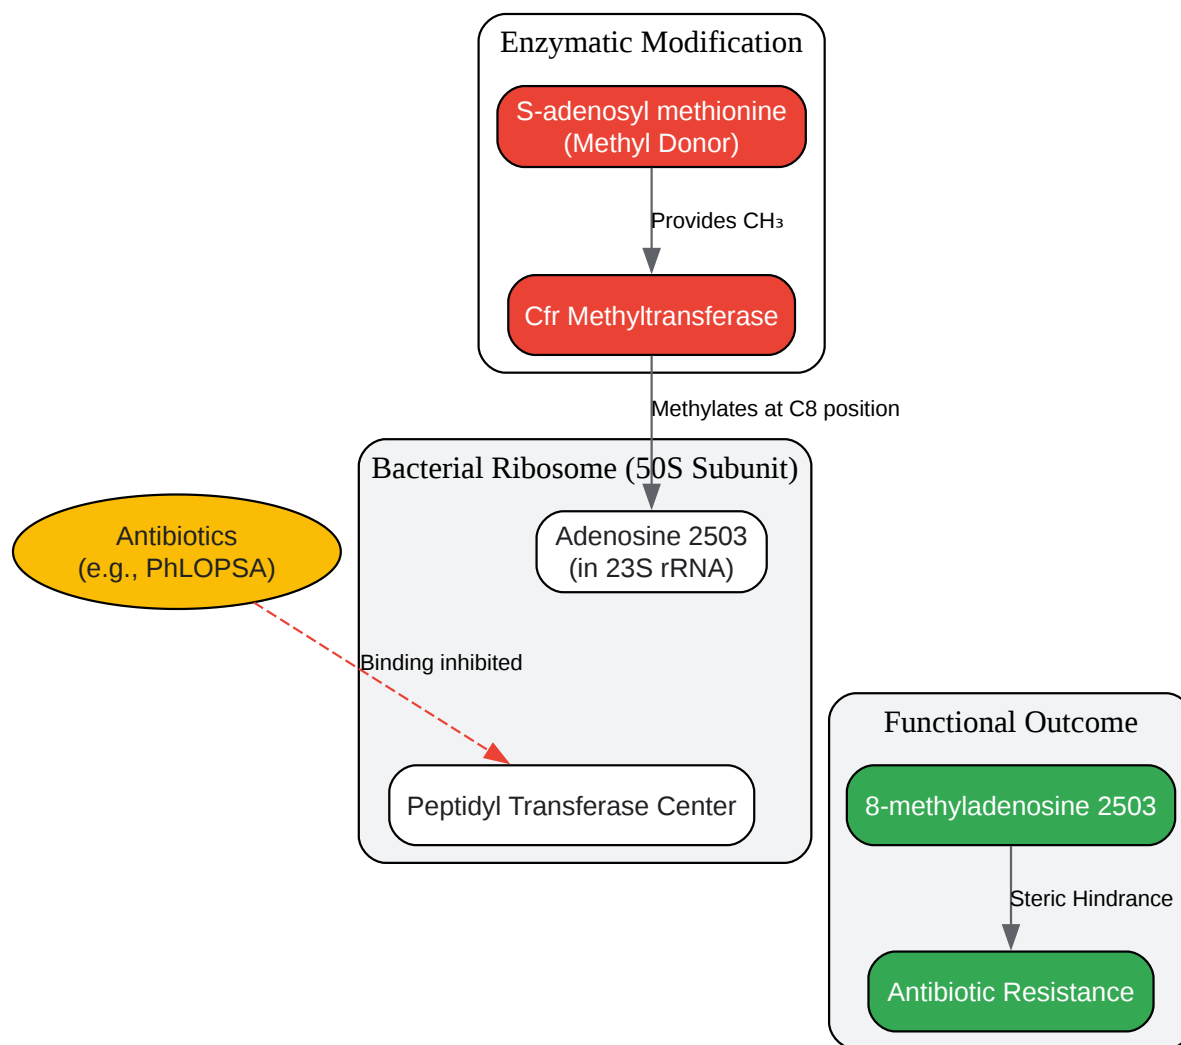 Enzymatic Modification
S-adenosyl methionine
(Methyl Donor)
Provides CH₃
Cfr Methyltransferase
Methylates at C8 position
Bacterial Ribosome (50S Subunit)
Antibiotics
(e.g., PhLOPSA)
Adenosine 2503
(in 23S rRNA)
Binding inhibited
Peptidyl Transferase Center
Functional Outcome
8-methyladenosine 2503
Steric Hindrance
Antibiotic Resistance